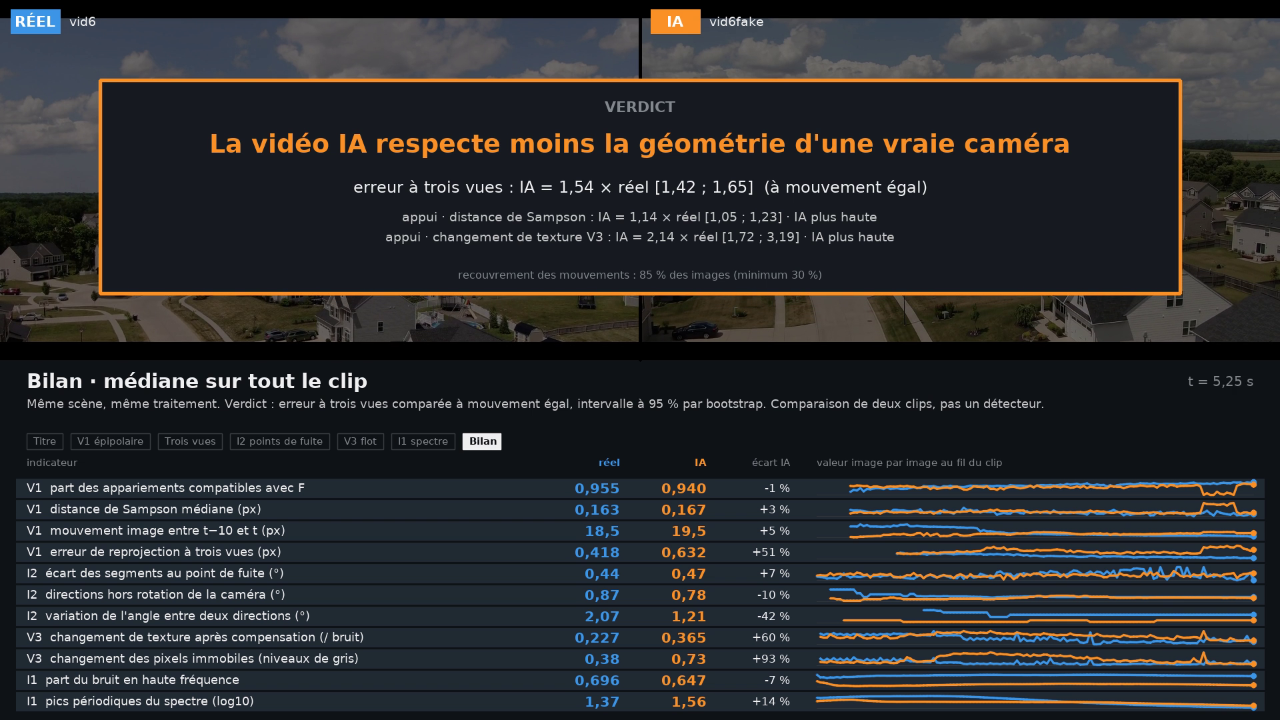 RÉEL vid6
IA vid6fake
VERDICT
La vidéo IA respecte moins la géométrie d'une vraie caméra
erreur à trois vues : IA = 1,54 × réel [1,42 ; 1,65]  (à mouvement égal)
appui · distance de Sampson : IA = 1,14 × réel [1,05 ; 1,23] · IA plus haute
appui · changement de texture V3 : IA = 2,14 × réel [1,72 ; 3,19] · IA plus haute
recouvrement des mouvements : 85 % des images (minimum 30 %)
Bilan · médiane sur tout le clip
t = 5,25 s
Même scène, même traitement. Verdict : erreur à trois vues comparée à mouvement égal, intervalle à 95 % par bootstrap. Comparaison de deux clips, pas un détecteur.
Titre V1 épipolaire Trois vues I2 points de fuite V3 flot I1 spectre Bilan
indicateur réel IA écart IA valeur image par image au fil du clip
V1 part des appariements compatibles avec F 0,955 0,940 -1 %
V1 distance de Sampson médiane (px) 0,163 0,167 +3 %
V1 mouvement image entre t−10 et t (px) 18,5 19,5 +5 %
V1 erreur de reprojection à trois vues (px) 0,418 0,632 +51 %
I2 écart des segments au point de fuite (°) 0,44 0,47 +7 %
I2 directions hors rotation de la caméra (°) 0,87 0,78 -10 %
I2 variation de l'angle entre deux directions (°) 2,07 1,21 -42 %
V3 changement de texture après compensation (/ bruit) 0,227 0,365 +60 %
V3 changement des pixels immobiles (niveaux de gris) 0,38 0,73 +93 %
I1 part du bruit en haute fréquence 0,696 0,647 -7 %
I1 pics périodiques du spectre (log10) 1,37 1,56 +14 %